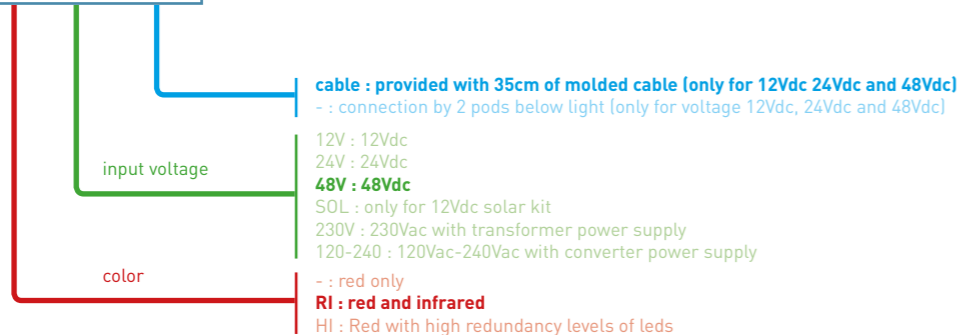 cable : provided with 35cm of molded cable (only for 12Vdc 24Vdc and 48Vdc)
- : connection by 2 pods below light (only for voltage 12Vdc, 24Vdc and 48Vdc)
12V : 12Vdc
24V : 24Vdc
input voltage
48V : 48Vdc
SOL : only for 12Vdc solar kit
230V : 230Vac with transformer power supply
120-240 : 120Vac-240Vac with converter power supply
color
- : red only
RI : red and infrared
HI : Red with high redundancy levels of leds